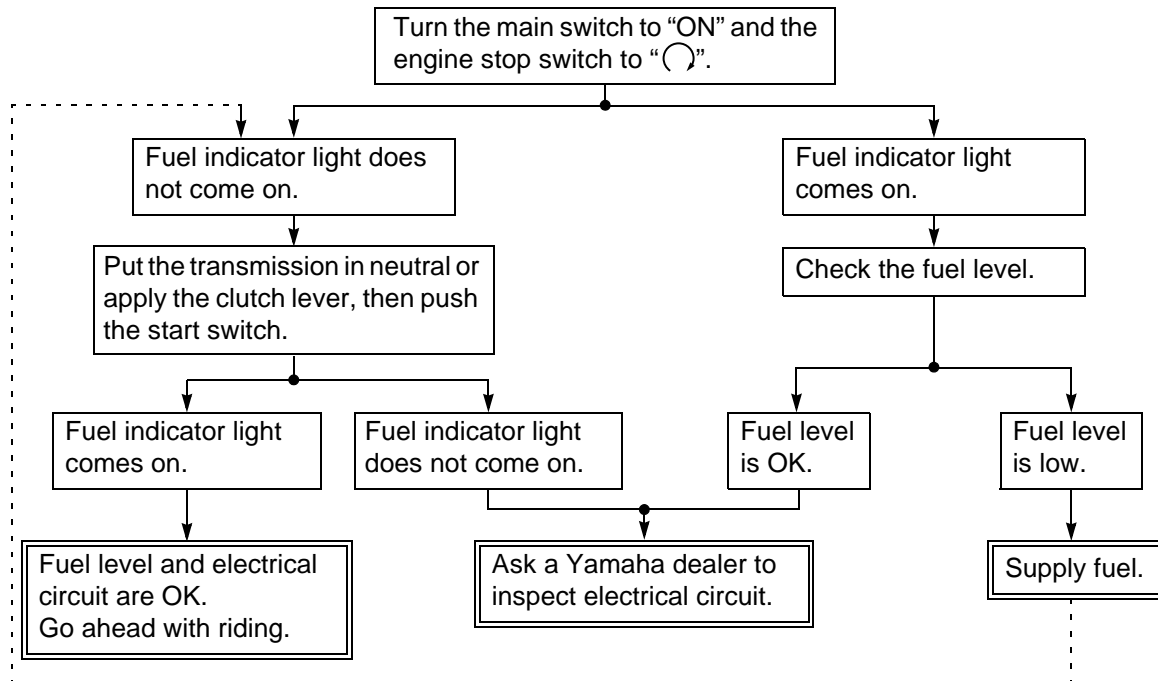 Turn the main switch to “ON” and the
engine stop switch to “ ”.
Fuel indicator light does
not come on.
Fuel indicator light
comes on.
Put the transmission in neutral or
apply the clutch lever, then push
the start switch.
Check the fuel level.
Fuel indicator light
comes on.
Fuel indicator light
does not come on.
Fuel level
is OK.
Fuel level
is low.
Fuel level and electrical
circuit are OK.
Go ahead with riding.
Ask a Yamaha dealer to
inspect electrical circuit.
Supply fuel.